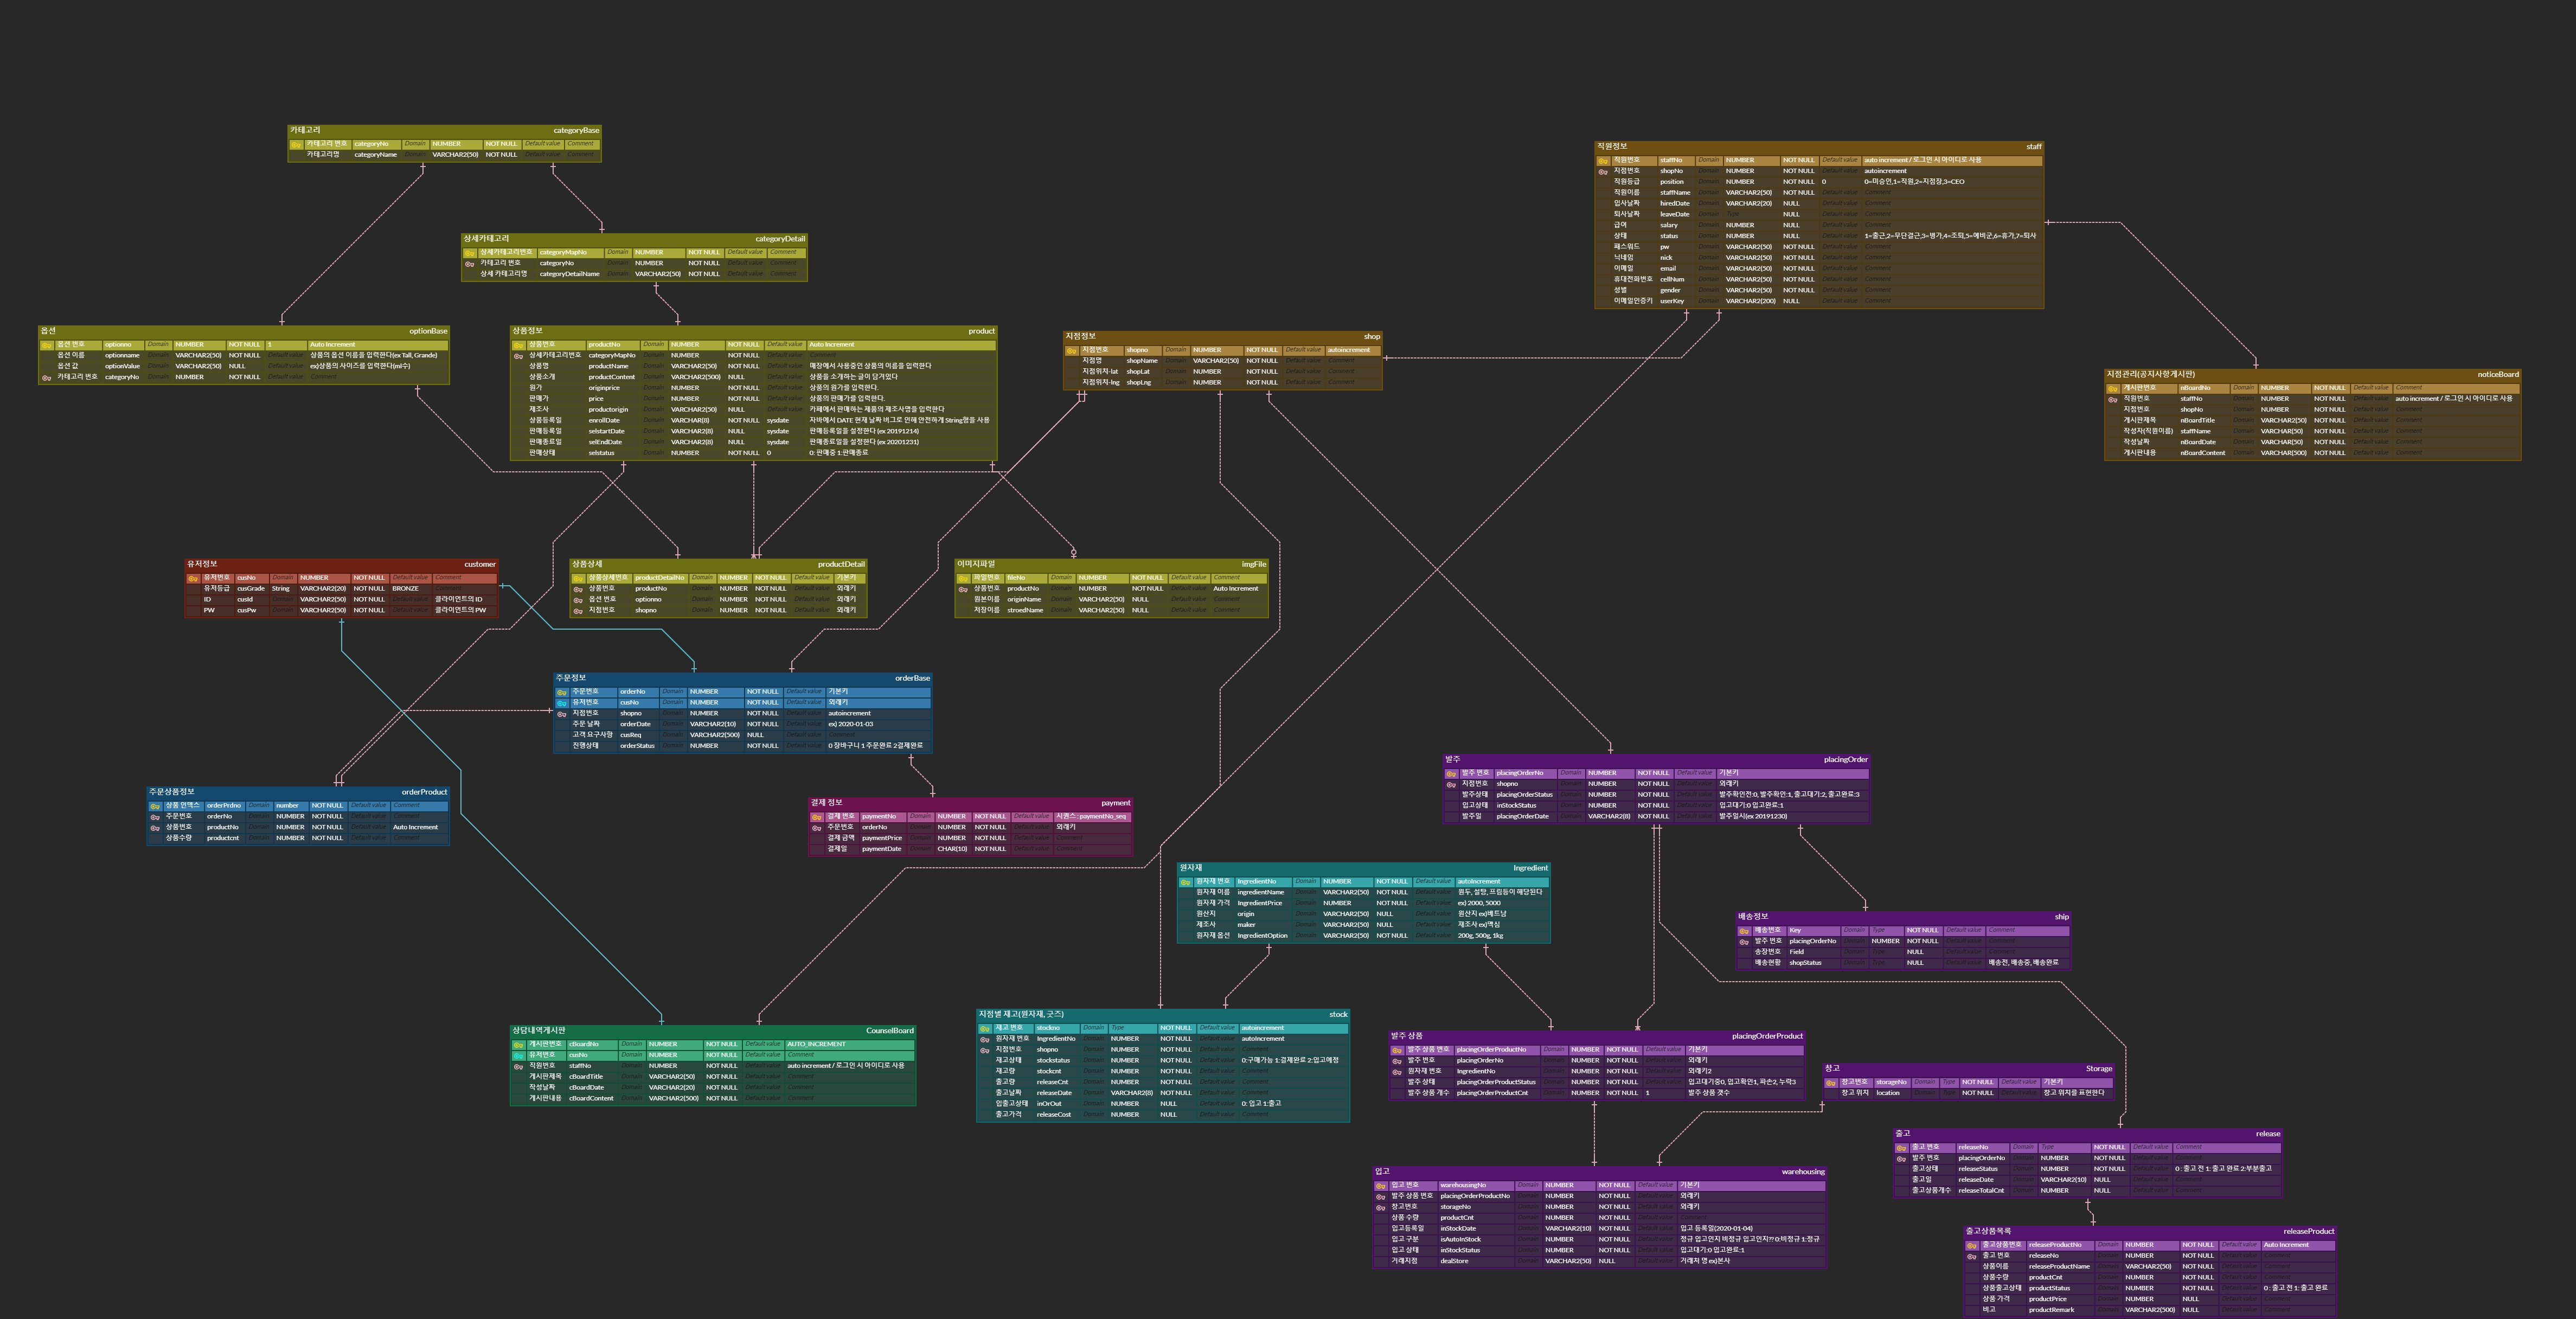 카테고리 categoryBase
카테고리 번호 categoryNo Domain NUMBER NOT NULL Default value Comment
카테고리명 categoryName Domain VARCHAR2(50) NOT NULL Default value Comment
직원정보 staff
직원번호 staffNo Domain NUMBER NOT NULL Default value auto increment / 로그인 시 아이디로 사용
지점번호 shopNo Domain NUMBER NOT NULL Default value autoincrement
직원등급 position Domain NUMBER NOT NULL 0 0=미승인,1=직원,2=지점장,3=CEO
직원이름 staffName Domain VARCHAR2(50) NOT NULL Default value Comment
입사날짜 hiredDate Domain VARCHAR2(20) NULL Default value Comment
퇴사날짜 leaveDate Domain Type NULL Default value Comment
급여 salary Domain NUMBER NULL Default value Comment
상태 status Domain NUMBER NULL Default value 1=출근,2=무단결근,3=병가,4=조퇴,5=예비군,6=휴가,7=퇴사
패스워드 pw Domain VARCHAR2(50) NOT NULL Default value Comment
닉네임 nick Domain VARCHAR2(50) NOT NULL Default value Comment
이메일 email Domain VARCHAR2(50) NOT NULL Default value Comment
휴대전화번호 cellNum Domain VARCHAR2(50) NOT NULL Default value Comment
성별 gender Domain VARCHAR2(50) NOT NULL Default value Comment
이메일인증키 userKey Domain VARCHAR2(200) NULL Default value Comment
상세카테고리 categoryDetail
상세카테고리번호 categoryMapNo Domain NUMBER NOT NULL Default value Comment
카테고리 번호 categoryNo Domain NUMBER NOT NULL Default value Comment
상세 카테고리명 categoryDetailName Domain VARCHAR2(50) NOT NULL Default value Comment
옵션 optionBase
옵션 번호 optionno Domain NUMBER NOT NULL 1 Auto Increment
옵션 이름 optionname Domain VARCHAR2(50) NOT NULL Default value 상품의 옵션 이름을 입력한다(ex Tall, Grande)
옵션 값 optionValue Domain VARCHAR2(50) NULL Default value ex)상품의 사이즈를 입력한다(ml수)
카테고리 번호 categoryNo Domain NUMBER NOT NULL Default value Comment
상품정보 product
상품번호 productNo Domain NUMBER NOT NULL Default value Auto Increment
상세카테고리번호 categoryMapNo Domain NUMBER NOT NULL Default value Comment
상품명 productName Domain VARCHAR2(50) NOT NULL Default value 매장에서 사용중인 상품의 이름을 입력한다
상품소개 productContent Domain VARCHAR2(500) NULL Default value 상품을 소개하는 글이 담겨있다
원가 originprice Domain NUMBER NOT NULL Default value 상품의 원가를 입력한다.
판매가 price Domain NUMBER NOT NULL Default value 상품의 판매가를 입력한다.
제조사 productorigin Domain VARCHAR2(50) NULL Default value 카페에서 판매하는 제품의 제조사명을 입력한다
상품등록일 enrollDate Domain VARCHAR(8) NOT NULL sysdate 자바에서 DATE 현재 날짜 버그로 인해 안전하게 String형을 사용
판매등록일 selstartDate Domain VARCHAR2(8) NULL sysdate 판매등록일을 설정한다 (ex 20191214)
판매종료일 selEndDate Domain VARCHAR2(8) NULL sysdate 판매종료일을 설정한다 (ex 20201231)
판매상태 selstatus Domain NUMBER NOT NULL 0 0: 판매중 1:판매종료
지점정보 shop
지점번호 shopno Domain NUMBER NOT NULL Default value autoincrement
지점명 shopName Domain VARCHAR2(50) NOT NULL Default value Comment
지점위치-lat shopLat Domain NUMBER NOT NULL Default value Comment
지점위치-lng shopLng Domain NUMBER NOT NULL Default value Comment
지점관리(공지사항게시판) noticeBoard
게시판번호 nBoardNo Domain NUMBER NOT NULL Default value Comment
직원번호 staffNo Domain NUMBER NOT NULL Default value auto increment / 로그인 시 아이디로 사용
지점번호 shopNo Domain NUMBER NOT NULL Default value Comment
게시판제목 nBoardTitle Domain VARCHAR2(50) NOT NULL Default value Comment
작성자(직원이름) staffName Domain VARCHAR(50) NOT NULL Default value Comment
작성날짜 nBoardDate Domain VARCHAR(50) NOT NULL Default value Comment
게시판내용 nBoardContent Domain VARCHAR(500) NOT NULL Default value Comment
유저정보 customer
유저번호 cusNo Domain NUMBER NOT NULL Default value Comment
유저등급 cusGrade String VARCHAR2(20) NOT NULL BRONZE Comment
ID cusId Domain VARCHAR2(50) NOT NULL Default value 클라이언트의 ID
PW cusPw Domain VARCHAR2(50) NOT NULL Default value 클라이언트의 PW
상품상세 productDetail
상품상세번호 productDetailNo Domain NUMBER NOT NULL Default value 기본키
상품번호 productNo Domain NUMBER NOT NULL Default value 외래키
옵션 번호 optionno Domain NUMBER NOT NULL Default value 외래키
지점번호 shopno Domain NUMBER NOT NULL Default value 외래키
이미지파일 imgFile
파일번호 fileNo Domain NUMBER NOT NULL Default value Comment
상품번호 productNo Domain NUMBER NOT NULL Default value Auto Increment
원본이름 originName Domain VARCHAR2(50) NULL Default value Comment
저장이름 stroedName Domain VARCHAR2(50) NULL Default value Comment
주문정보 orderBase
주문번호 orderNo Domain NUMBER NOT NULL Default value 기본키
유저번호 cusNo Domain NUMBER NOT NULL Default value 외래키
지점번호 shopno Domain NUMBER NOT NULL Default value autoincrement
주문 날짜 orderDate Domain VARCHAR2(10) NOT NULL Default value ex) 2020-01-03
고객 요구사항 cusReq Domain VARCHAR2(500) NULL Default value Comment
진행상태 orderStatus Domain NUMBER NOT NULL Default value 0 장바구니 1 주문완료 2결제완료
주문상품정보 orderProduct
상품 인덱스 orderPrdno Domain number NOT NULL Default value Comment
주문번호 orderNo Domain NUMBER NOT NULL Default value Comment
상품번호 productNo Domain NUMBER NOT NULL Default value Auto Increment
상품수량 productcnt Domain NUMBER NOT NULL Default value Comment
결제 정보 payment
결제 번호 paymentNo Domain NUMBER NOT NULL Default value 시퀀스 : paymentNo_seq
주문번호 orderNo Domain NUMBER NOT NULL Default value 외래키
결제 금액 paymentPrice Domain NUMBER NOT NULL Default value Comment
결제일 paymentDate Domain CHAR(10) NOT NULL Default value Comment
발주 placingOrder
발주 번호 placingOrderNo Domain NUMBER NOT NULL Default value 기본키
지점번호 shopno Domain NUMBER NOT NULL Default value 외래키
발주상태 placingOrderStatus Domain NUMBER NOT NULL Default value 발주확인전:0, 발주확인:1, 출고대기:2, 출고완료:3
입고상태 inStockStatus Domain NUMBER NOT NULL Default value 입고대기:0 입고완료:1
발주일 placingOrderDate Domain VARCHAR2(8) NOT NULL Default value 발주일시(ex 20191230)
원자재 Ingredient
원자재 번호 IngredientNo Domain NUMBER NOT NULL Default value autoIncrement
원자재 이름 ingredientName Domain VARCHAR2(50) NOT NULL Default value 원두, 설탕, 프림등이 해당된다
원자재 가격 IngredientPrice Domain NUMBER NOT NULL Default value ex) 2000, 5000
원산지 origin Domain VARCHAR2(50) NULL Default value 원산지 ex)베트남
제조사 maker Domain VARCHAR2(50) NULL Default value 제조사 ex)맥심
원자재 옵션 IngredientOption Domain VARCHAR2(50) NOT NULL Default value 200g, 500g, 1kg
배송정보 ship
배송번호 Key Domain Type NOT NULL Default value Comment
발주 번호 placingOrderNo Domain NUMBER NOT NULL Default value Comment
송장번호 Field Domain Type NULL Default value Comment
배송현황 shopStatus Domain Type NULL Default value 배송전, 배송중, 배송완료
상담내역게시판 CounselBoard
게시판번호 cBoardNo Domain NUMBER NOT NULL Default value AUTO_INCREMENT
유저번호 cusNo Domain NUMBER NOT NULL Default value Comment
직원번호 staffNo Domain NUMBER NOT NULL Default value auto increment / 로그인 시 아이디로 사용
게시판제목 cBoardTitle Domain VARCHAR2(50) NOT NULL Default value Comment
작성날짜 cBoardDate Domain VARCHAR2(20) NOT NULL Default value Comment
게시판내용 cBoardContent Domain VARCHAR2(500) NOT NULL Default value Comment
지점별 재고(원자재, 굿즈) stock
재고 번호 stockno Domain Type NOT NULL Default value autoincrement
원자재 번호 IngredientNo Domain NUMBER NOT NULL Default value autoIncrement
지점번호 shopno Domain NUMBER NOT NULL Default value Comment
재고상태 stockstatus Domain NUMBER NOT NULL Default value 0:구매가능 1:결제완료 2:입고예정
재고량 stockcnt Domain NUMBER NOT NULL Default value Comment
출고량 releaseCnt Domain NUMBER NOT NULL Default value Comment
출고날짜 releaseDate Domain VARCHAR2(8) NOT NULL Default value Comment
입출고상태 inOrOut Domain NUMBER NULL Default value 0: 입고 1:출고
출고가격 releaseCost Domain NUMBER NULL Default value Comment
발주 상품 placingOrderProduct
발주 상품 번호 placingOrderProductNo Domain NUMBER NOT NULL Default value 기본키
발주 번호 placingOrderNo Domain NUMBER NOT NULL Default value 외래키
원자재 번호 IngredientNo Domain NUMBER NOT NULL Default value 외래키2
발주 상태 placingOrderProductStatus Domain NUMBER NOT NULL Default value 입고대기중0, 입고확인1, 파손2, 누락3
발주 상품 개수 placingOrderProductCnt Domain NUMBER NOT NULL 1 발주 상품 갯수
창고 Storage
창고번호 storageNo Domain Type NOT NULL Default value 기본키
창고 위치 location Domain Type NOT NULL Default value 창고 위치를 표현한다
출고 release
출고 번호 releaseNo Domain Type NOT NULL Default value Comment
발주 번호 placingOrderNo Domain NUMBER NOT NULL Default value Comment
출고상태 releaseStatus Domain NUMBER NOT NULL Default value 0 : 출고 전 1: 출고 완료 2:부분출고
출고일 releaseDate Domain VARCHAR2(10) NULL Default value Comment
출고상품개수 releaseTotalCnt Domain NUMBER NULL Default value Comment
입고 warehousing
입고 번호 warehousingNo Domain NUMBER NOT NULL Default value 기본키
발주 상품 번호 placingOrderProductNo Domain NUMBER NOT NULL Default value 외래키
창고번호 storageNo Domain NUMBER NOT NULL Default value 외래키
상품 수량 productCnt Domain NUMBER NOT NULL Default value Comment
입고등록일 inStockDate Domain VARCHAR2(10) NOT NULL Default value 입고 등록일(2020-01-04)
입고 구분 isAutoInStock Domain NUMBER NOT NULL Default value 정규 입고인지 비정규 입고인지?? 0:비정규 1:정규
입고 상태 inStockStatus Domain NUMBER NOT NULL Default value 입고대기:0 입고완료:1
거래지점 dealStore Domain VARCHAR2(50) NULL Default value 거래처 명 ex)본사
출고상품목록 releaseProduct
출고상품번호 releaseProductNo Domain NUMBER NOT NULL Default value Auto Increment
출고 번호 releaseNo Domain NUMBER NOT NULL Default value Comment
상품이름 releaseProductName Domain VARCHAR2(50) NOT NULL Default value Comment
상품수량 productCnt Domain NUMBER NOT NULL Default value Comment
상품출고상태 productStatus Domain NUMBER NOT NULL Default value 0 : 출고 전 1 : 출고 완료
상품 가격 productPrice Domain NUMBER NULL Default value Comment
비고 productRemark Domain VARCHAR2(500) NULL Default value Comment